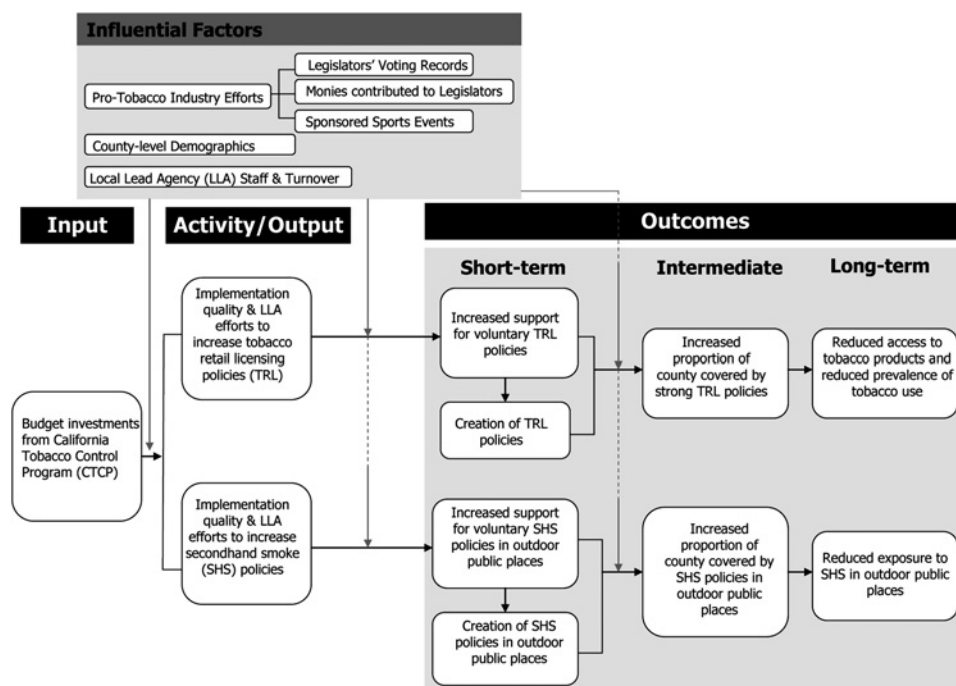 Influential Factors
Pro-Tobacco Industry Efforts
Legislators' Voting Records
Monies contributed to Legislators
Sponsored Sports Events
County-level Demographics
Local Lead Agency (LLA) Staff & Turnover
Input
Activity/Output
Outcomes
Short-term
Intermediate
Long-term
Budget investments
from California
Tobacco Control
Program (CTCP)
Implementation
quality & LLA
efforts to
increase tobacco
retail licensing
policies (TRL)
Increased support
for voluntary TRL
policies
Creation of TRL
policies
Increased
proportion of
county covered by
strong TRL policies
Reduced access to
tobacco products and
reduced prevalence of
tobacco use
Implementation
quality & LLA
efforts to increase
secondhand smoke
(SHS) policies
Increased support
for voluntary SHS
policies in outdoor
public places
Creation of SHS
policies in outdoor
public places
Increased
proportion of
county covered by
SHS policies in
outdoor public
places
Reduced exposure to
SHS in outdoor public
places